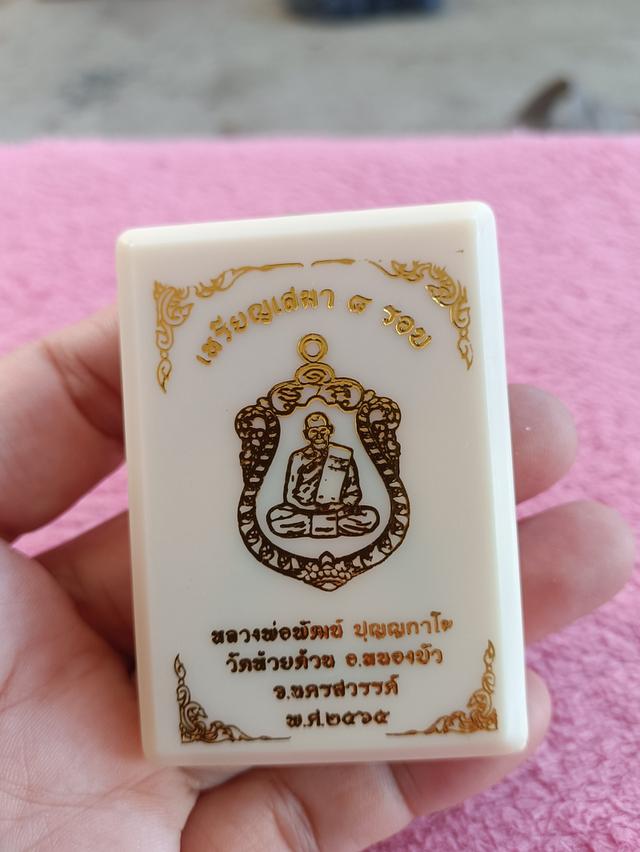 เหรียญเสมา ๘ รอบ
หลวงพ่อพัฒน์ ปุญญกาโม
วัดห้วยด้วน อ.หนองบัว
จ.นครสวรรค์
พ.ศ.๒๕๖๕